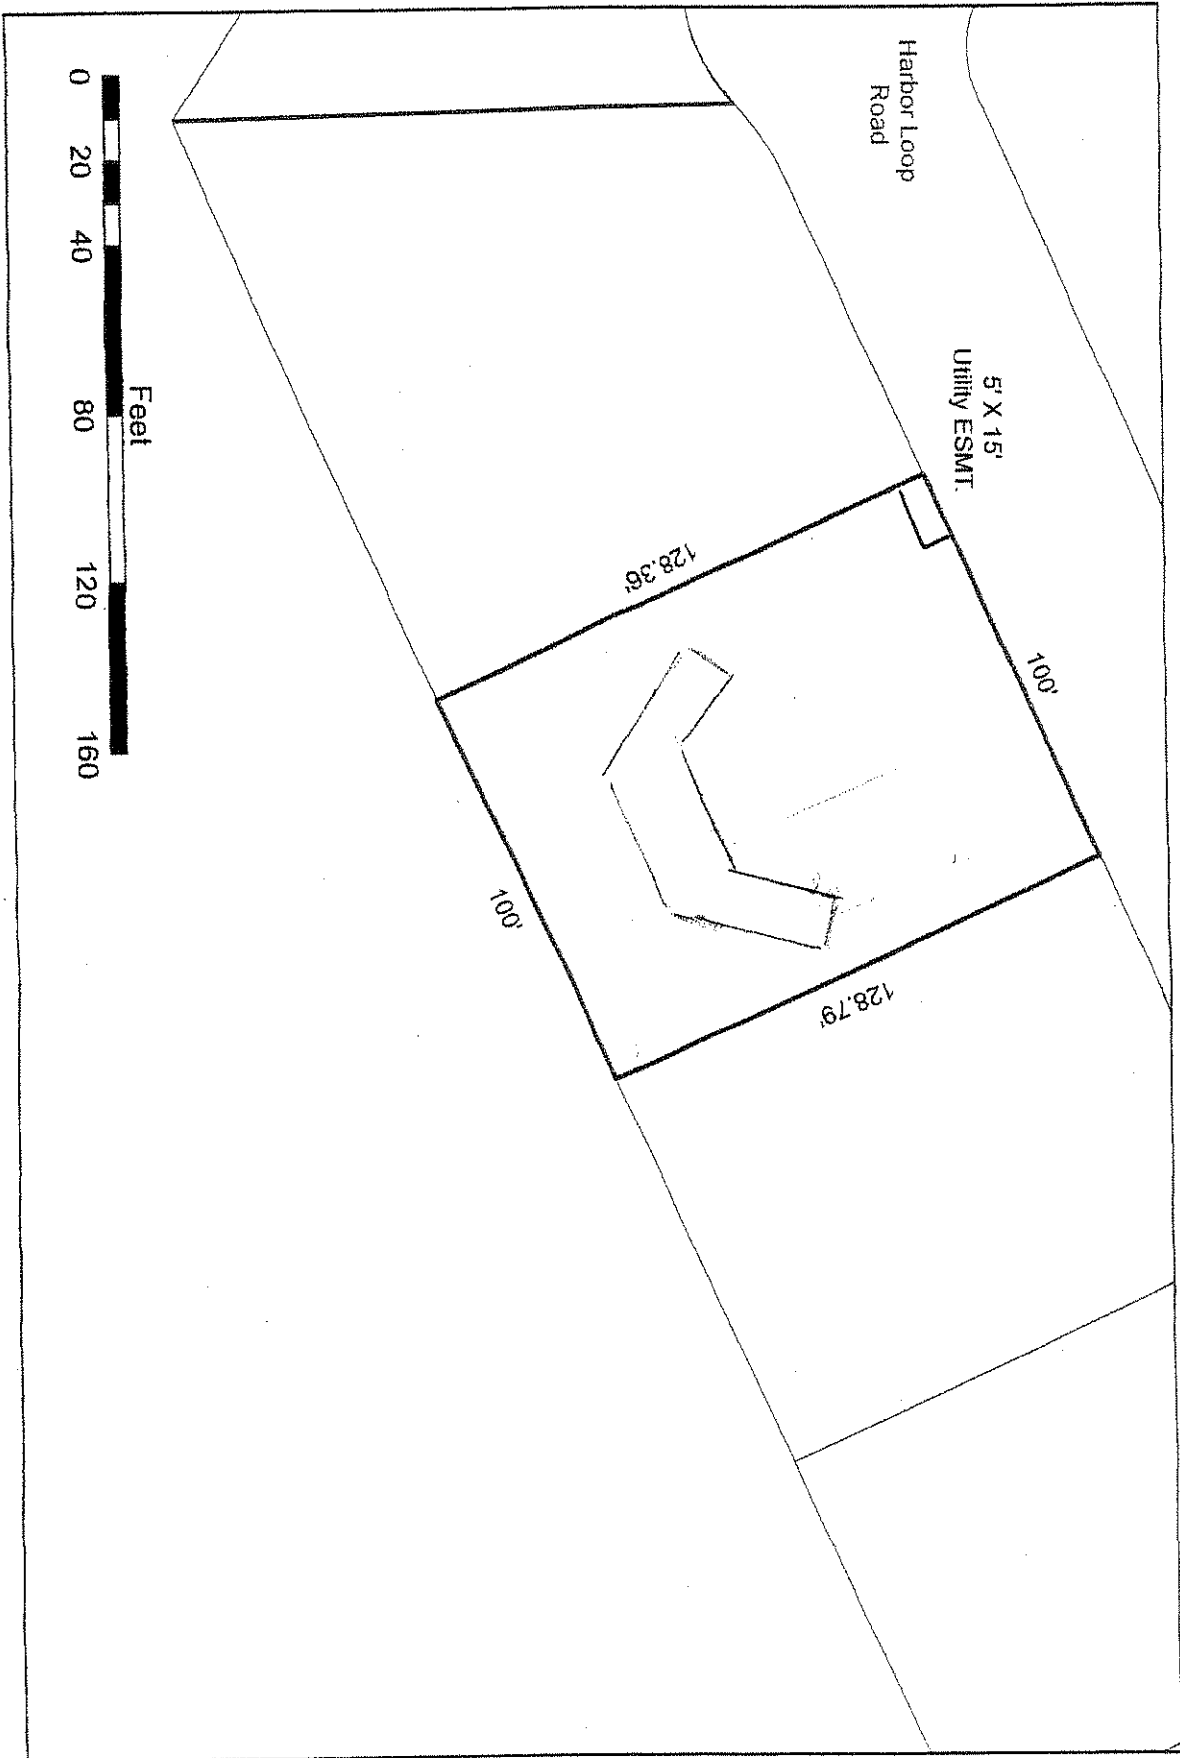 Harbor Loop
Road
5' X 15'
Utility ESMT.
100'
128.36'
128.79'
100'
Feet
0 20 40 80 120 160